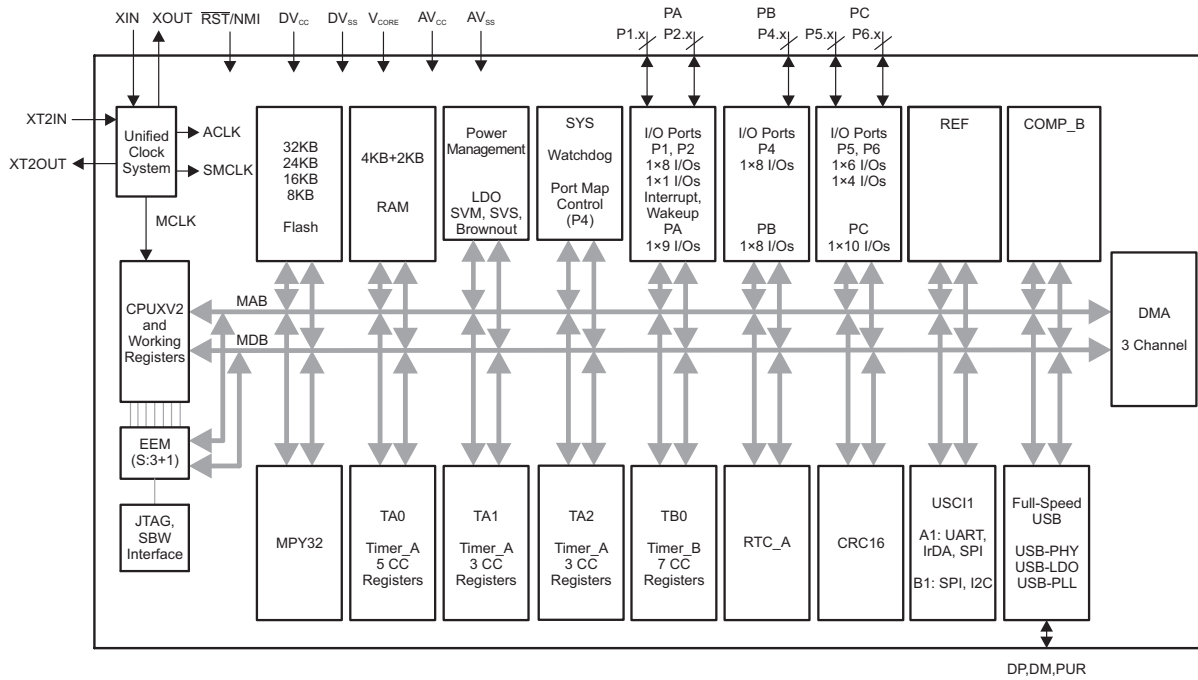 XIN XOUT RST/NMI DVCC DVSS VCORE AVCC AVSS PA PB PC
P1.x P2.x P4.x P5.x P6.x
XT2IN
XT2OUT
Unified
Clock
System
ACLK
SMCLK
MCLK
32KB
24KB
16KB
8KB
Flash
4KB+2KB
RAM
Power
Management
LDO
SVM, SVS,
Brownout
SYS
Watchdog
Port Map
Control
(P4)
I/O Ports
P1, P2
1×8 I/Os
1×1 I/Os
Interrupt,
Wakeup
PA
1×9 I/Os
I/O Ports
P4
1×8 I/Os
PB
1×8 I/Os
I/O Ports
P5, P6
1×6 I/Os
1×4 I/Os
PC
1×10 I/Os
REF
COMP_B
CPUXV2
and
Working
Registers
MAB
MDB
DMA
3 Channel
EEM
(S:3+1)
JTAG,
SBW
Interface
MPY32
TA0
Timer_A
5 CC
Registers
TA1
Timer_A
3 CC
Registers
TA2
Timer_A
3 CC
Registers
TB0
Timer_B
7 CC
Registers
RTC_A
CRC16
USCI1
A1: UART,
IrDA, SPI
B1: SPI, I2C
Full-Speed
USB
USB-PHY
USB-LDO
USB-PLL
DP,DM,PUR